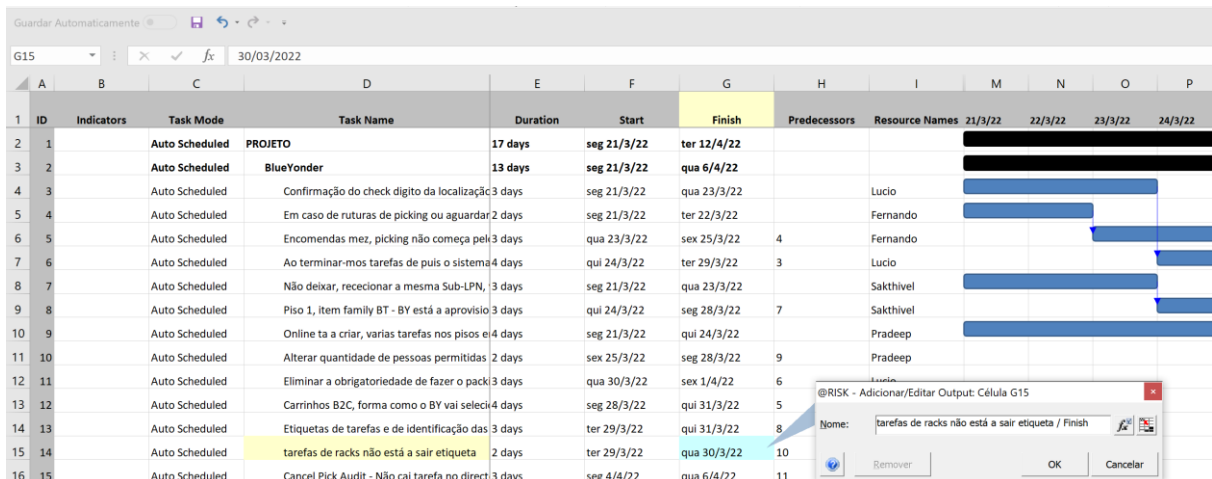 Guardar Automaticamente
G15 fx 30/03/2022
A B C D E F G H I M N O P
1 ID Indicators Task Mode Task Name Duration Start Finish Predecessors Resource Names 21/3/22 22/3/22 23/3/22 24/3/22
2 1 Auto Scheduled PROJETO 17 days seg 21/3/22 ter 12/4/22
3 2 Auto Scheduled BlueYonder 13 days seg 21/3/22 qua 6/4/22
4 3 Auto Scheduled Confirmação do check digito da localização 3 days seg 21/3/22 qua 23/3/22 Lucio
5 4 Auto Scheduled Em caso de ruturas de picking ou aguardar 2 days seg 21/3/22 ter 22/3/22 Fernando
6 5 Auto Scheduled Encomendas mez, picking não começa pel 3 days qua 23/3/22 sex 25/3/22 4 Fernando
7 6 Auto Scheduled Ao terminar-mos tarefas de puis o sistema 4 days qui 24/3/22 ter 29/3/22 3 Lucio
8 7 Auto Scheduled Não deixar, rececionar a mesma Sub-LPN, 3 days seg 21/3/22 qua 23/3/22 Sakthivel
9 8 Auto Scheduled Piso 1, item family BT - BY está a aprovisio 3 days qui 24/3/22 seg 28/3/22 7 Sakthivel
10 9 Auto Scheduled Online ta a criar, varias tarefas nos pisos e 4 days seg 21/3/22 qui 24/3/22 Pradeep
11 10 Auto Scheduled Alterar quantidade de pessoas permitidas 2 days sex 25/3/22 seg 28/3/22 9 Pradeep
12 11 Auto Scheduled Eliminar a obrigatoriedade de fazer o pack 3 days qua 30/3/22 sex 1/4/22 6 Lucio
@RISK - Adicionar/Editar Output: Célula G15
13 12 Auto Scheduled Carrinhos B2C, forma como o BY vai seleci 4 days seg 28/3/22 qui 31/3/22 5
14 13 Auto Scheduled Etiquetas de tarefas e de identificação das 3 days ter 29/3/22 qui 31/3/22 8
Nome: tarefas de racks não está a sair etiqueta / Finish
15 14 tarefas de racks não está a sair etiqueta 2 days ter 29/3/22 qua 30/3/22 10
Auto Scheduled
Remover OK Cancelar
16 15 Auto Scheduled Cancel Pick Audit - Não cai tarefa no direct 3 days seg 4/4/22 qua 6/4/22 11